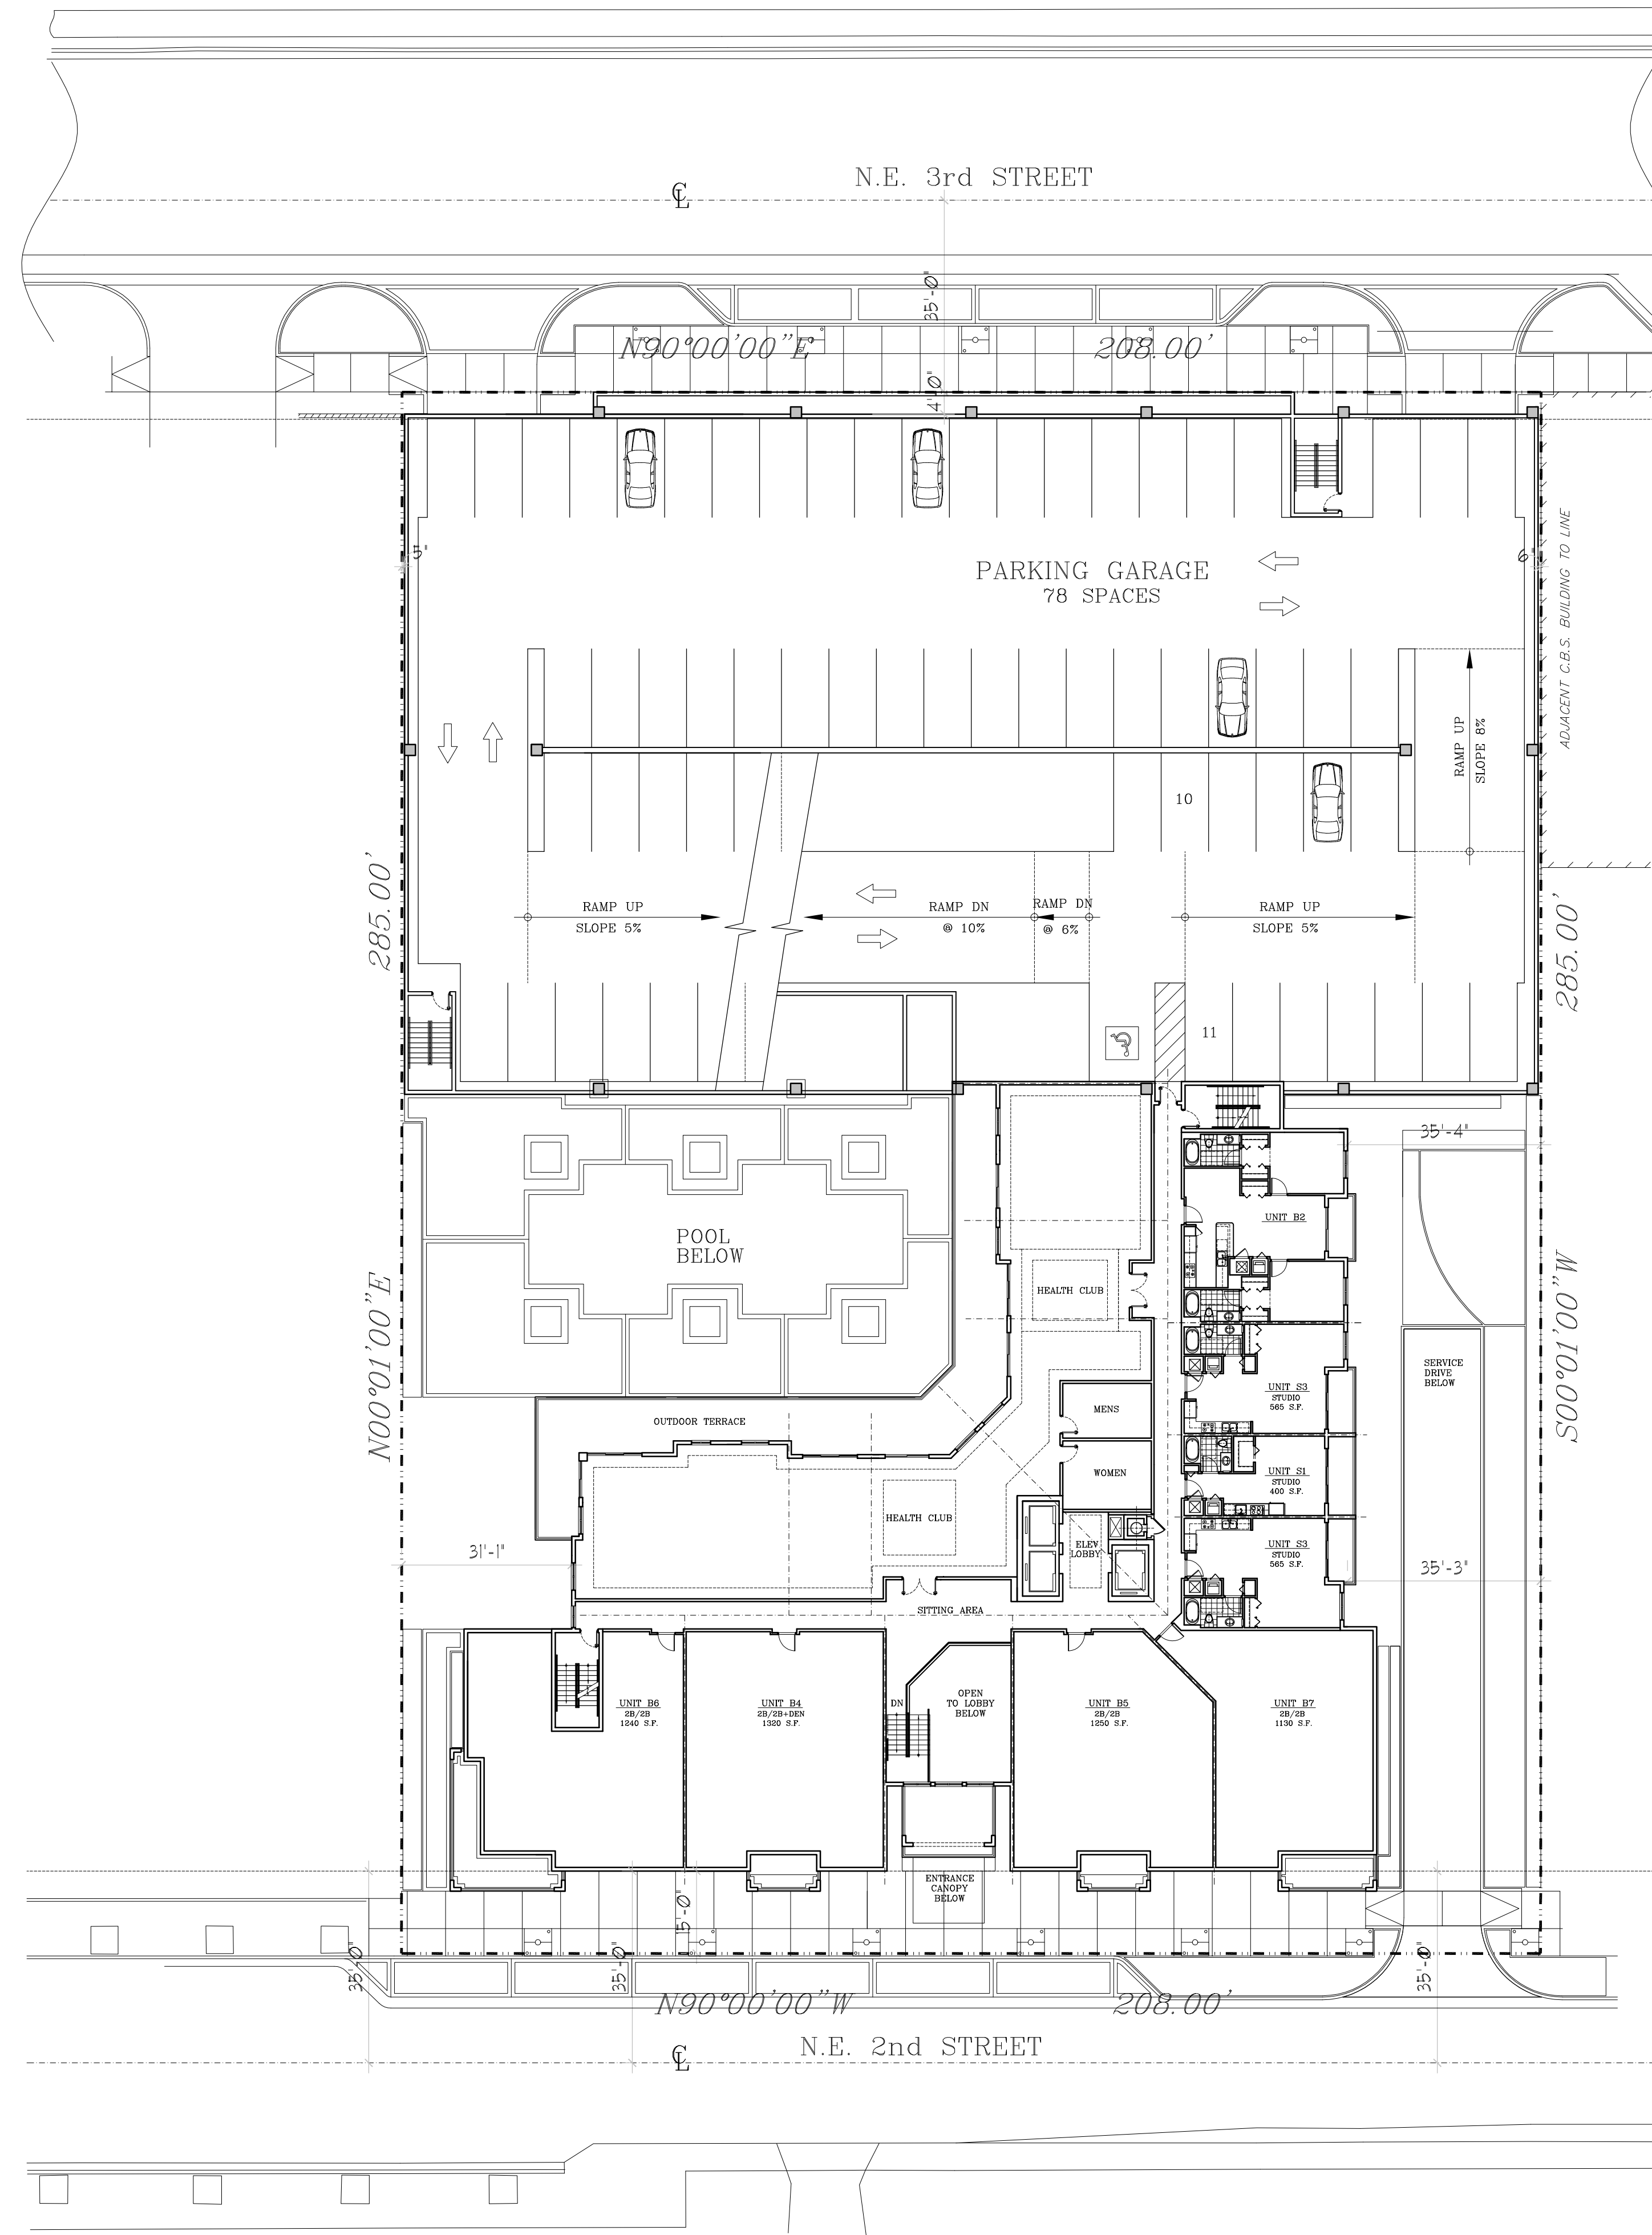 N.E. 3rd STREET
℄
35'-0"
N90°00'00"E
208.00'
4'-0"
5"
6"
PARKING GARAGE
78 SPACES
ADJACENT C.B.S. BUILDING TO LINE
RAMP UP
SLOPE 8%
10
285.00'
285.00'
RAMP UP
SLOPE 5%
RAMP DN
@ 10%
RAMP DN
@ 6%
RAMP UP
SLOPE 5%
11
35'-4"
POOL
BELOW
UNIT B2
HEALTH CLUB
N00°01'00"E
S00°01'00"W
SERVICE
DRIVE
BELOW
UNIT S3
STUDIO
565 S.F.
MENS
OUTDOOR TERRACE
WOMEN
UNIT S1
STUDIO
400 S.F.
HEALTH CLUB
ELEV
LOBBY
UNIT S3
STUDIO
565 S.F.
31'-1"
35'-3"
SITTING AREA
UNIT B6
2B/2B
1240 S.F.
UNIT B4
2B/2B+DEN
1320 S.F.
DN
OPEN
TO LOBBY
BELOW
UNIT B5
2B/2B
1250 S.F.
UNIT B7
2B/2B
1130 S.F.
ENTRANCE
CANOPY
BELOW
15'-0"
35'-0"
35'-0"
35'-0"
N90°00'00"W
208.00'
N.E. 2nd STREET
℄